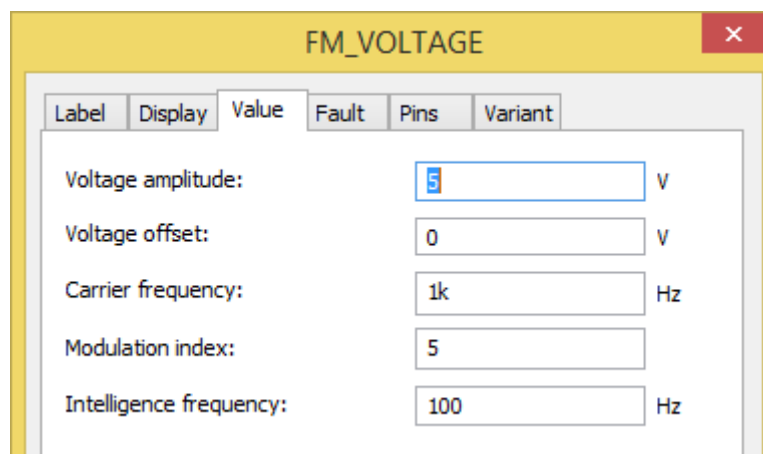 FM_VOLTAGE
Label Display Value Fault Pins Variant
Voltage amplitude: 5 V
Voltage offset: 0 V
Carrier frequency: 1k Hz
Modulation index: 5
Intelligence frequency: 100 Hz